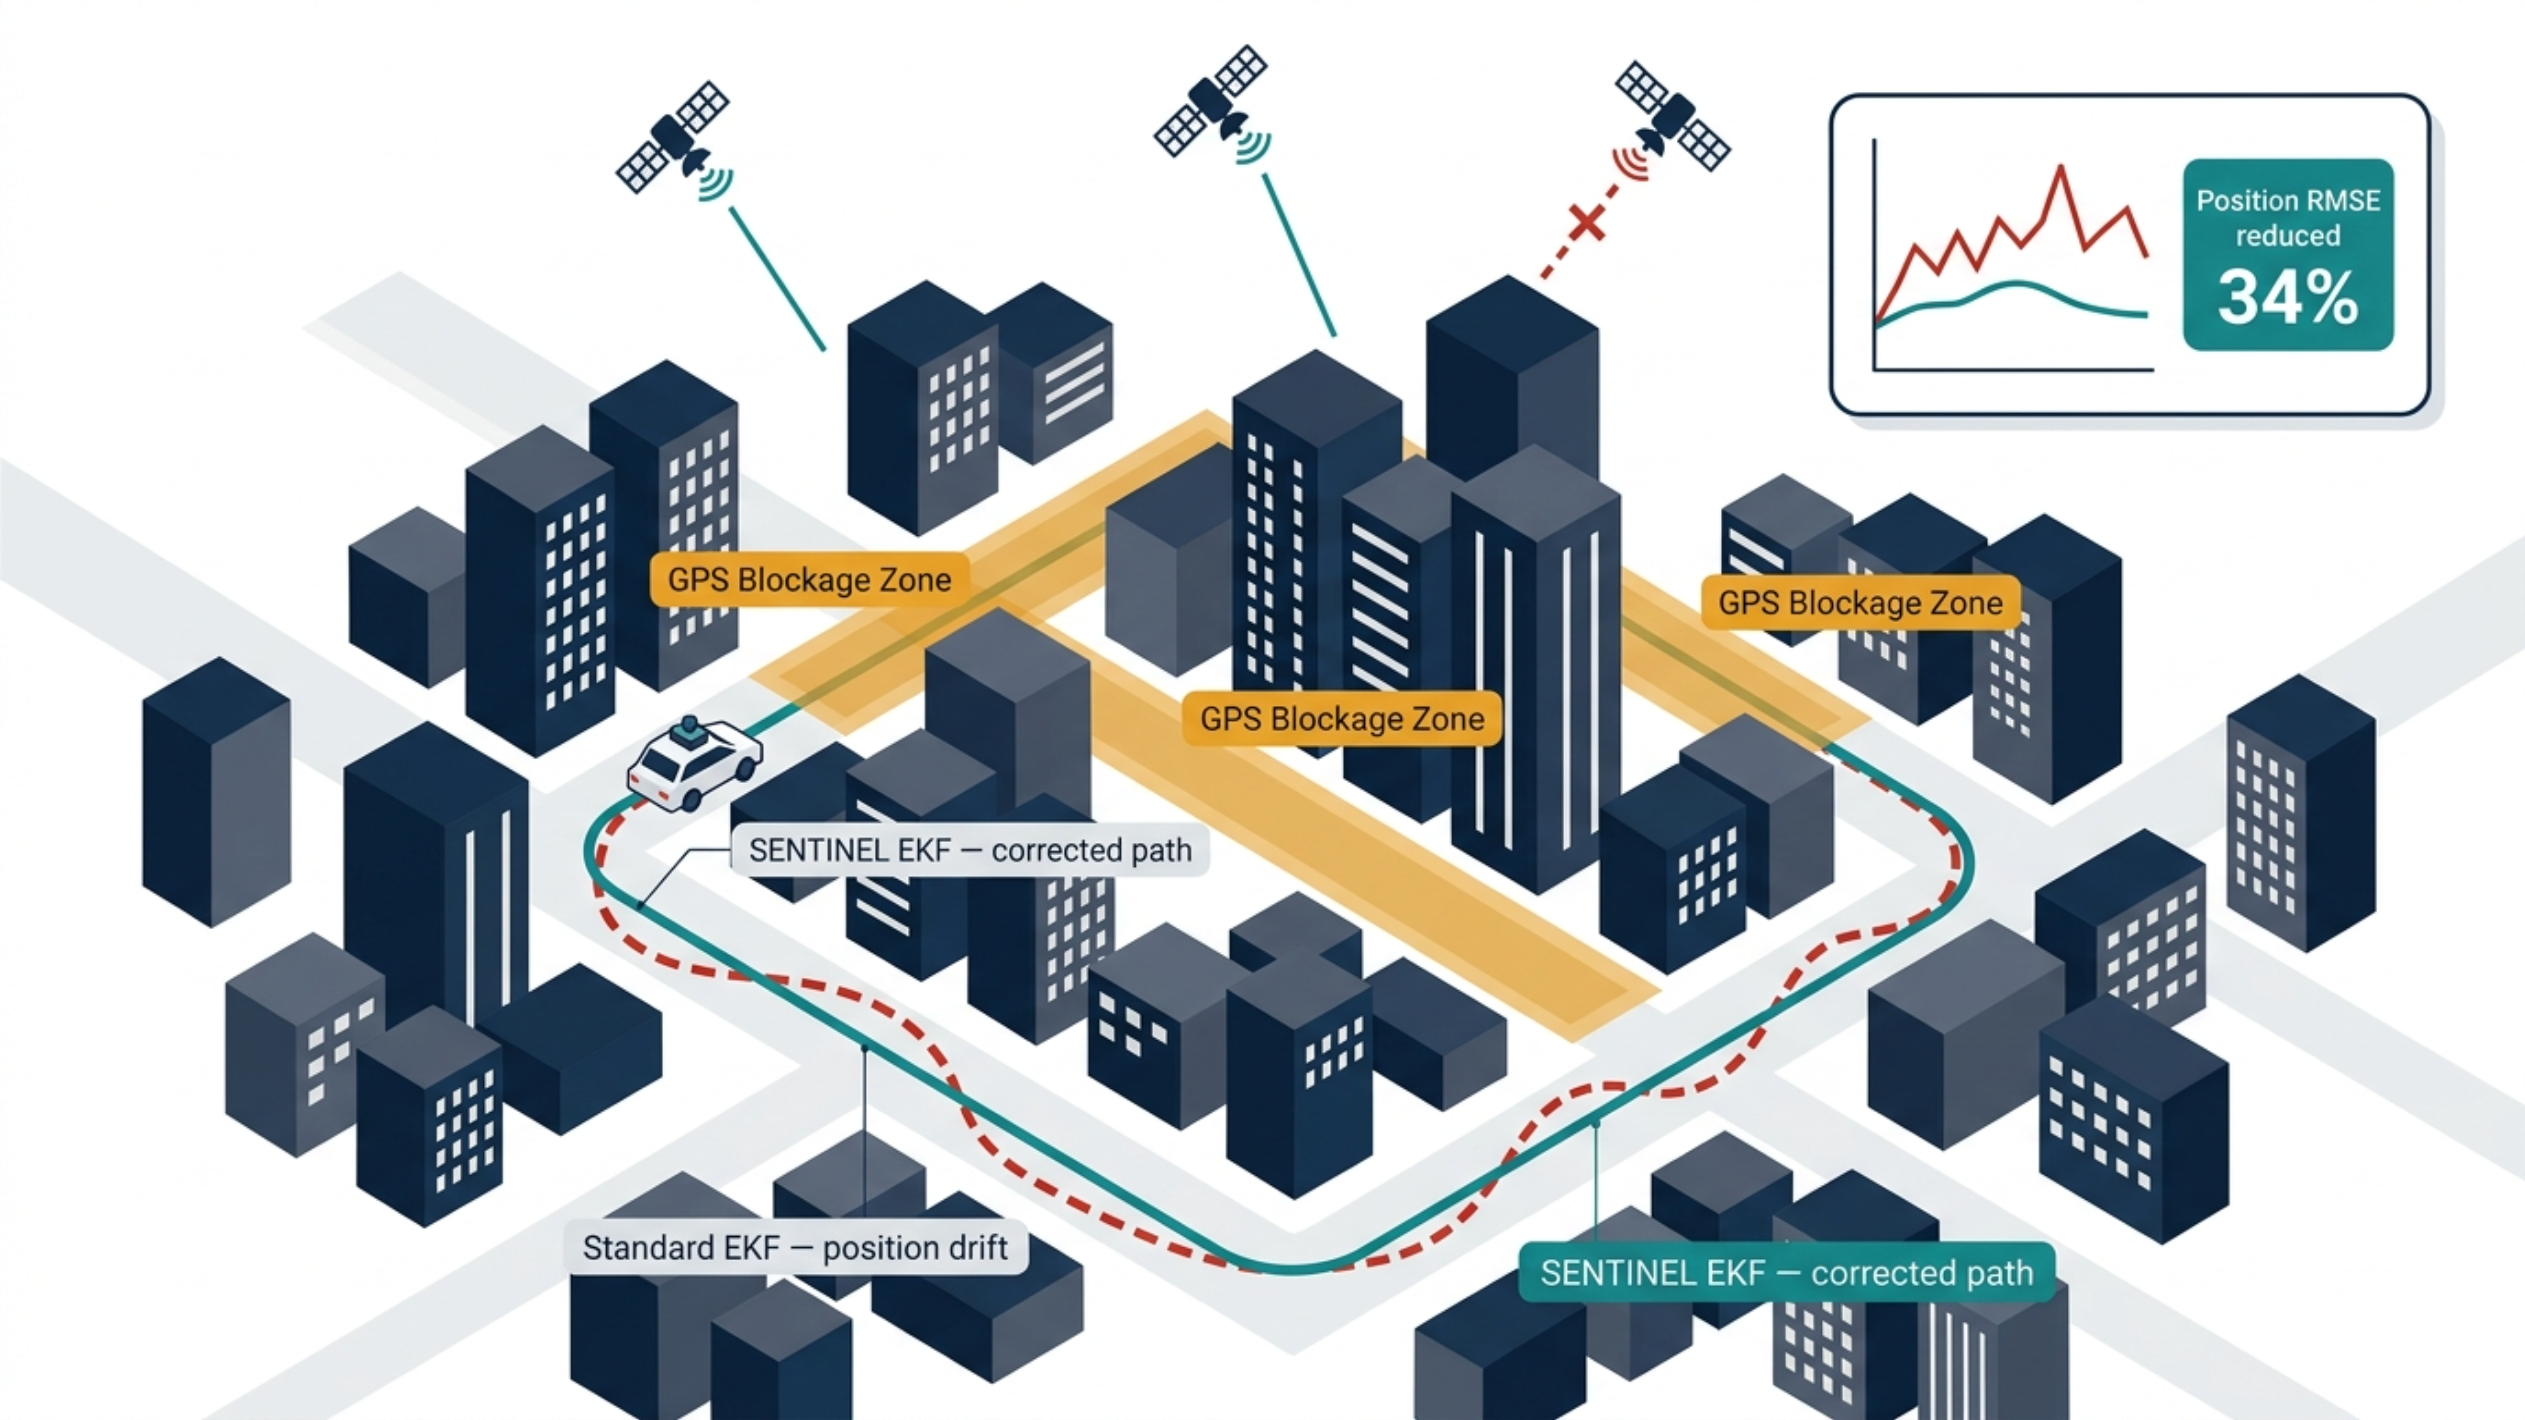 Position RMSE
reduced
34%
GPS Blockage Zone
GPS Blockage Zone
GPS Blockage Zone
SENTINEL EKF — corrected path
Standard EKF — position drift
SENTINEL EKF — corrected path